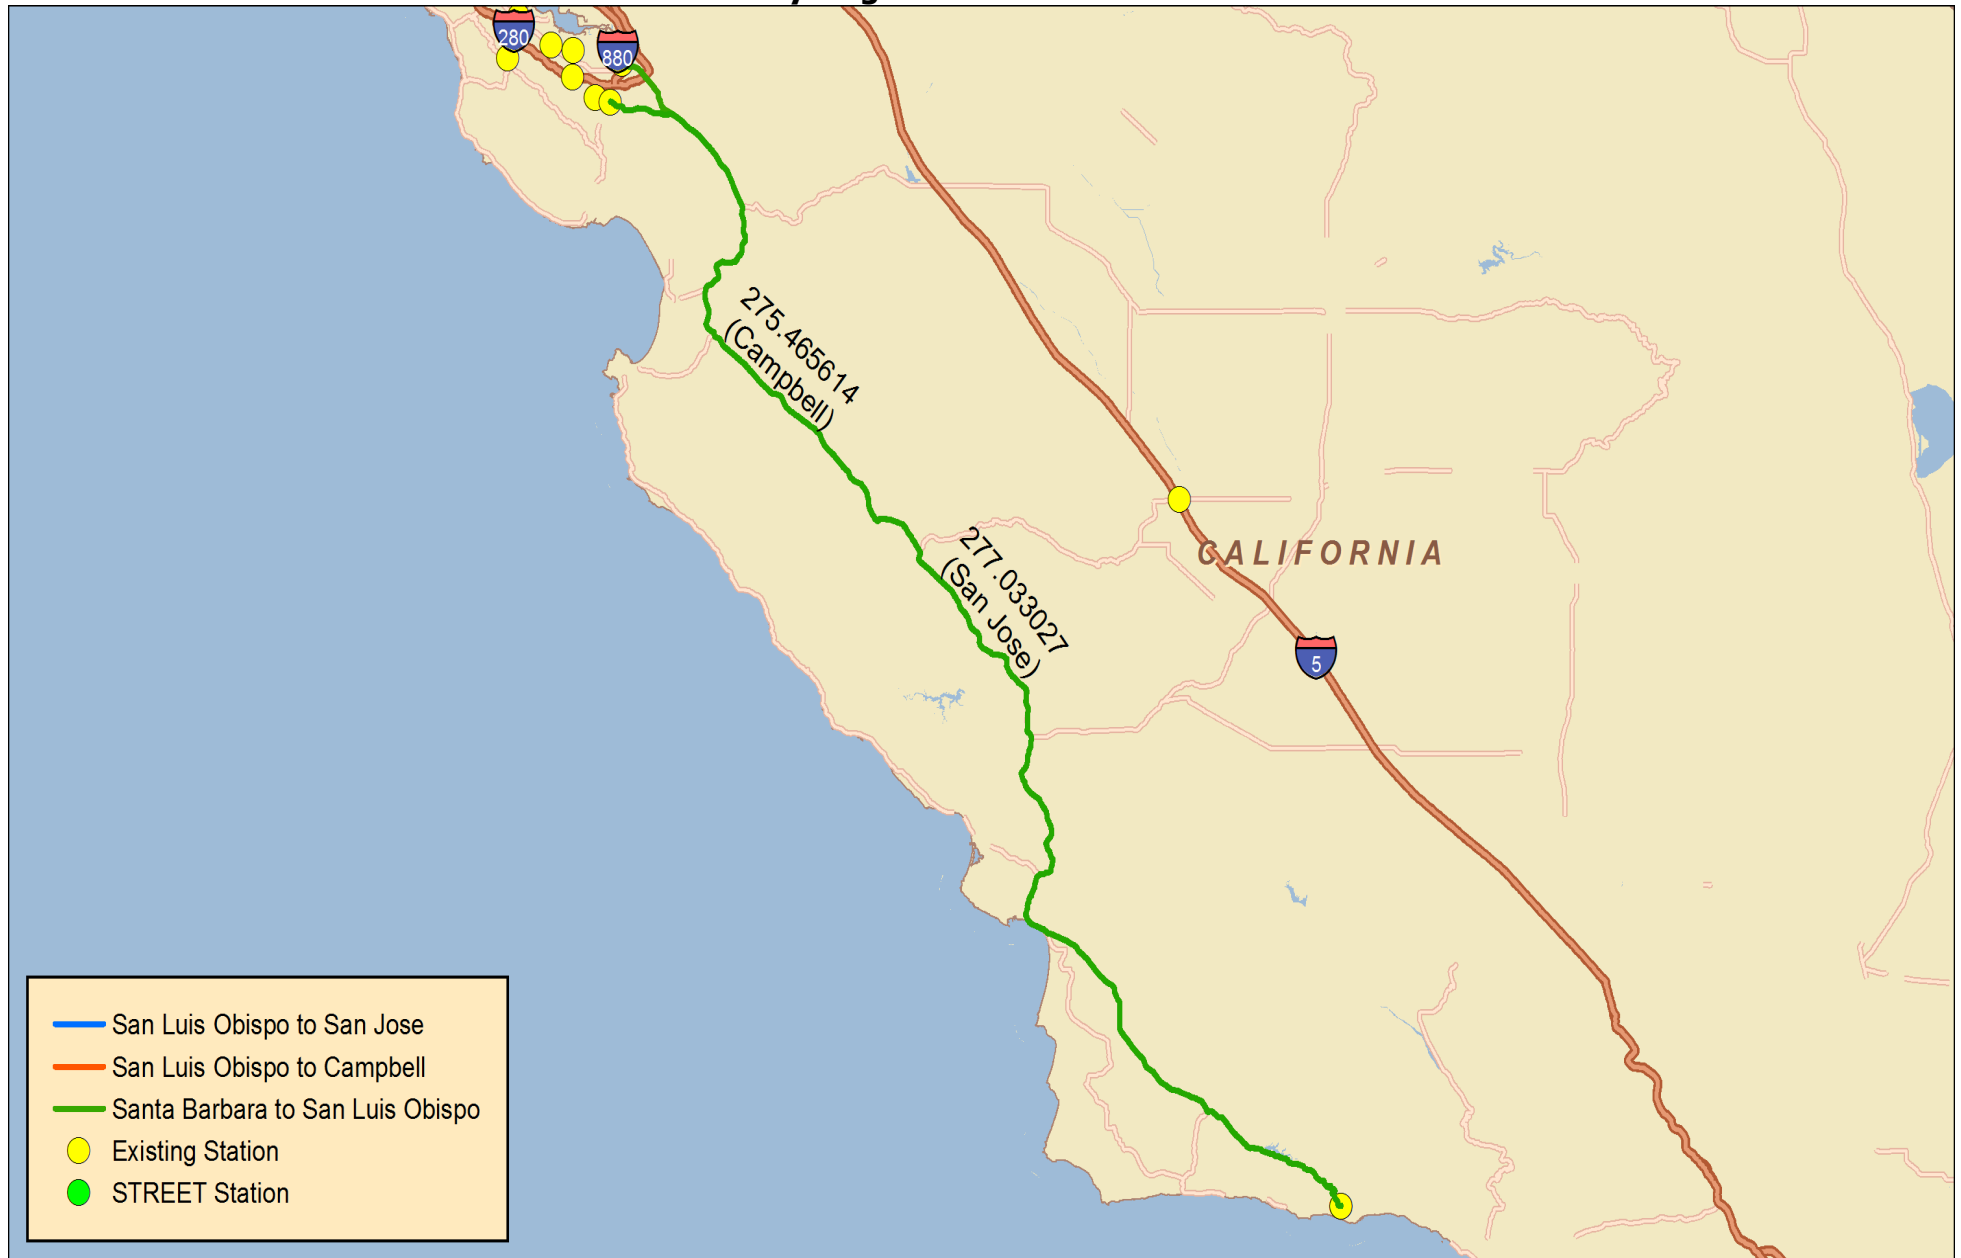 280
880
275.465614
(Campbell)
277.033027
(San Jose)
CALIFORNIA
5
San Luis Obispo to San Jose
San Luis Obispo to Campbell
Santa Barbara to San Luis Obispo
Existing Station
STREET Station